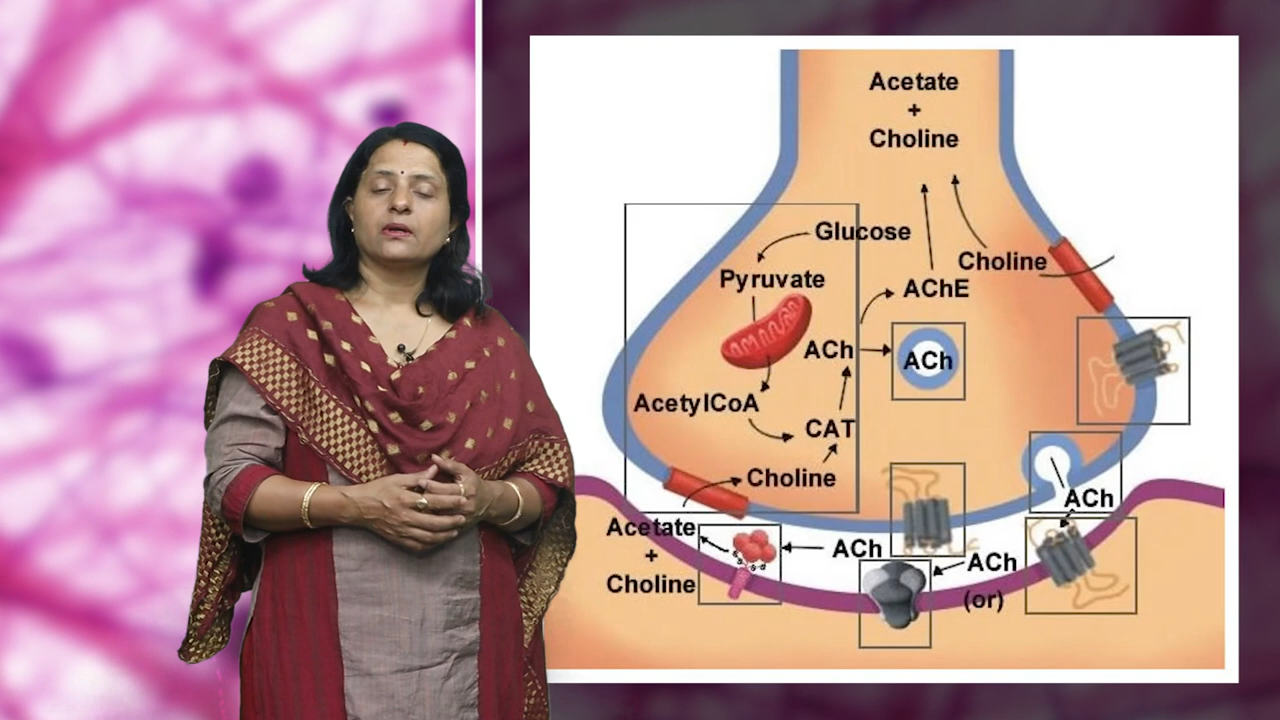 Acetate
+
Choline
Glucose
Choline
Pyruvate
AChE
ACh
ACh
AcetylCoA
CAT
Choline
ACh
Acetate
+
Choline
ACh
ACh
(or)